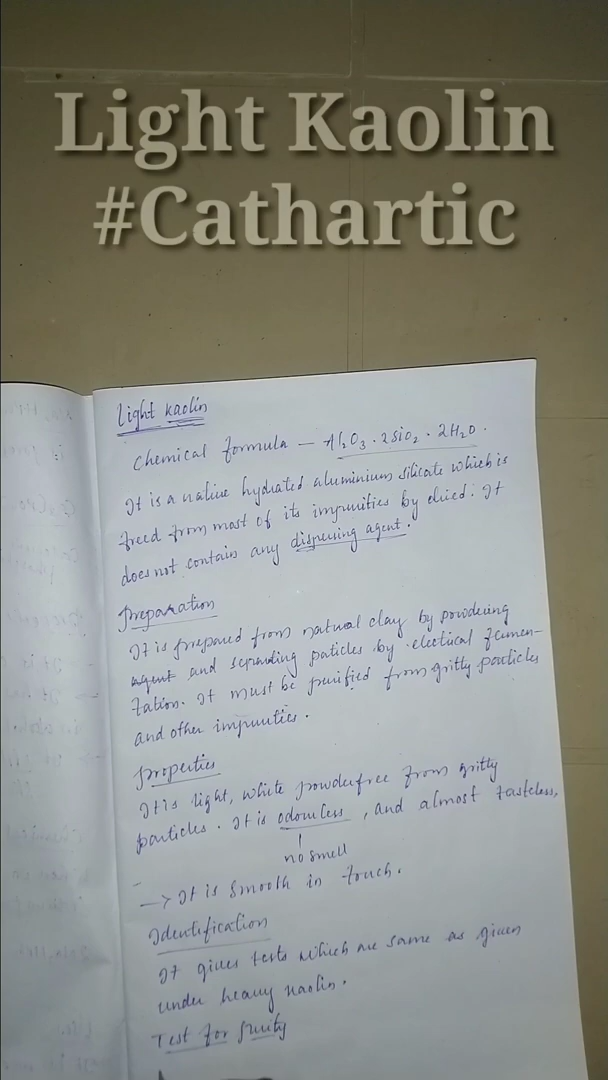 Light Kaolin
#Cathartic
Light kaolin
Chemical formula – Al₂O₃ · 2SiO₂ · 2H₂O.
It is a native hydrated aluminium silicate which is
freed from most of its impurities by It
does not contain any dispersing agent.
Preparation
It is prepared from natural clay by powdering
agent and particles by electrical
tation. It must be purified from gritty particles
and other impurities.
Properties
It is light, white powder free from gritty
particles. It is odourless, and almost tasteless,
no smell
→ It is smooth in touch.
Identification
It gives tests which are same as given
under heavy kaolin.
Test for purity